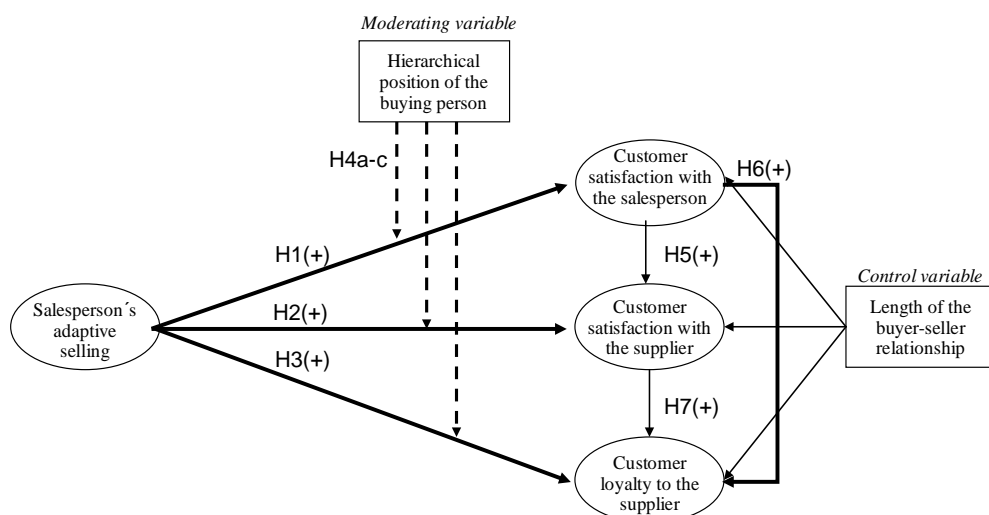 Moderating variable
Hierarchical
position of the
buying person
H4a-c
Customer
satisfaction with
the salesperson
H6(+)
H1(+)
H5(+)
Control variable
Salesperson´s
adaptive
selling
H2(+)
Customer
satisfaction with
the supplier
Length of the
buyer-seller
relationship
H3(+)
H7(+)
Customer
loyalty to the
supplier